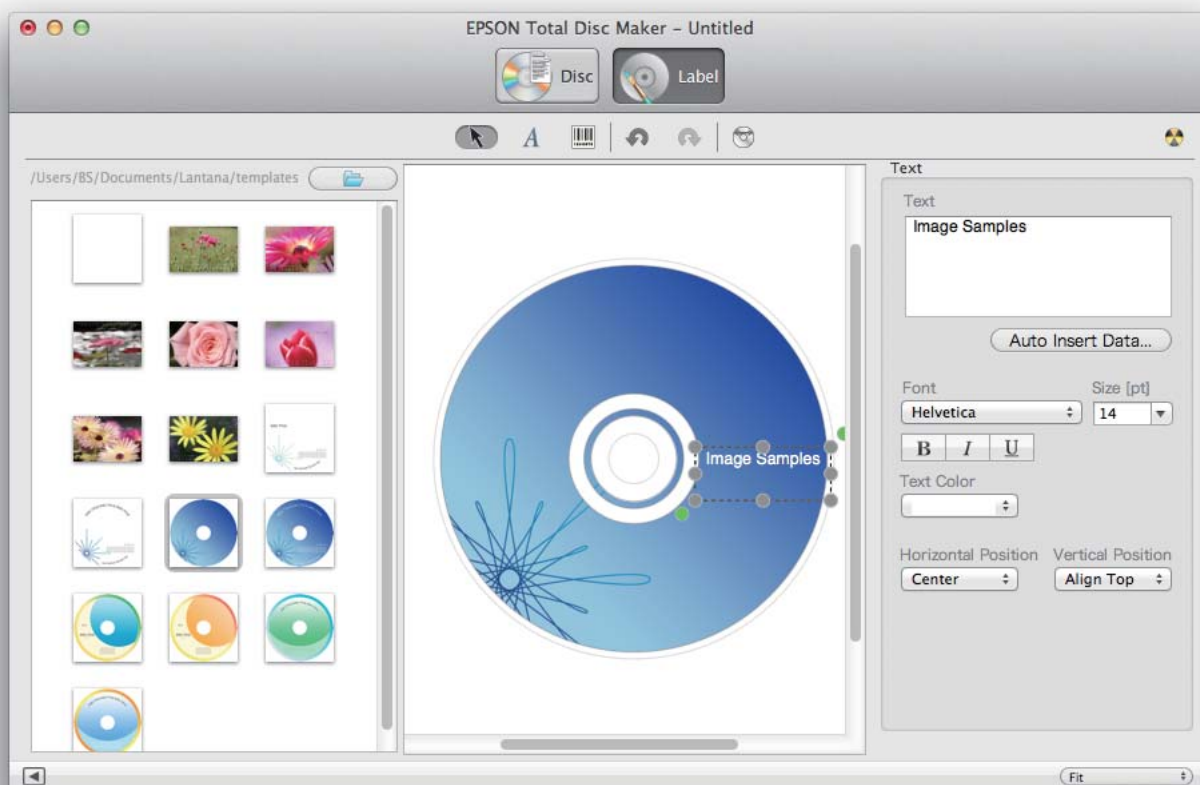 EPSON Total Disc Maker – Untitled
Disc
Label
A
/Users/BS/Documents/Lantana/templates
Text
Text
Image Samples
Auto Insert Data...
Font
Size [pt]
Helvetica
14
B I U
Text Color
Horizontal Position
Vertical Position
Center
Align Top
Image Samples
Fit